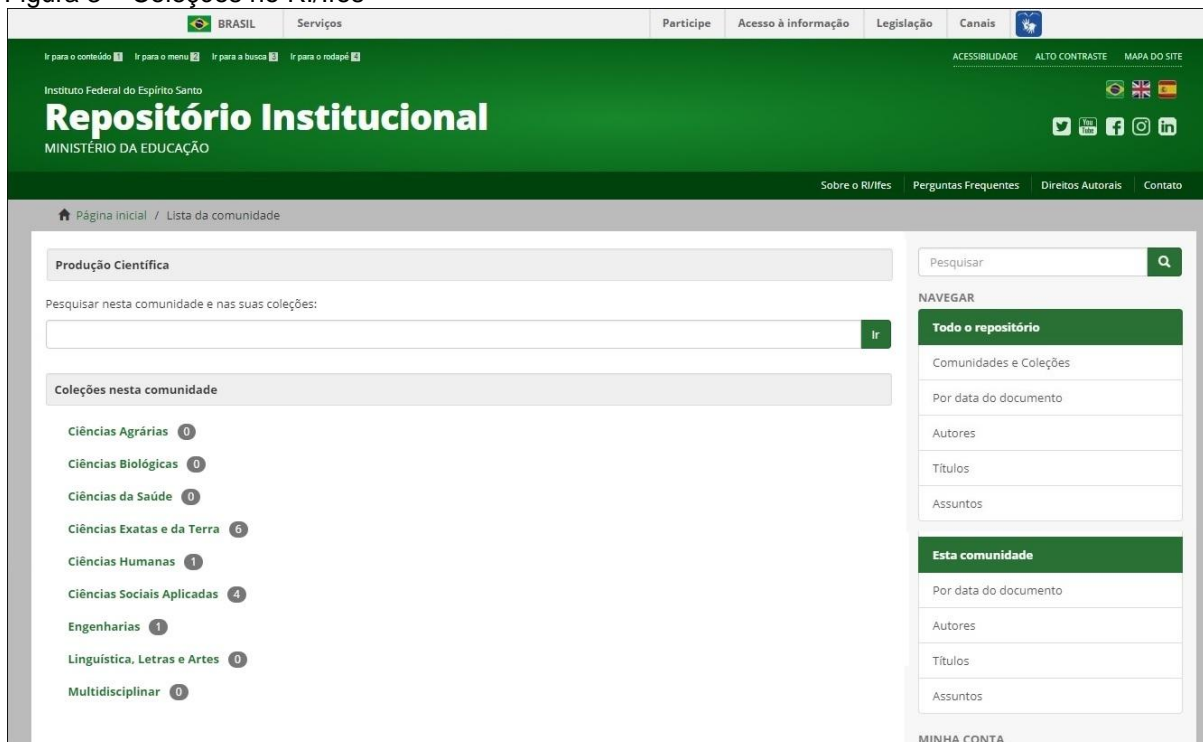 BRASIL Serviços Participe Acesso à informação Legislação Canais
Ir para o conteúdo 1 Ir para o menu 2 Ir para a busca 3 Ir para o rodapé 4 ACESSIBILIDADE ALTO CONTRASTE MAPA DO SITE
Instituto Federal do Espírito Santo
Repositório Institucional
MINISTÉRIO DA EDUCAÇÃO
Sobre o RI/Ifes Perguntas Frequentes Direitos Autorais Contato
Página inicial / Lista da comunidade
Produção Científica
Pesquisar nesta comunidade e nas suas coleções:
Ir
Coleções nesta comunidade
Ciências Agrárias 0
Ciências Biológicas 0
Ciências da Saúde 0
Ciências Exatas e da Terra 6
Ciências Humanas 1
Ciências Sociais Aplicadas 4
Engenharias 1
Linguística, Letras e Artes 0
Multidisciplinar 0
Pesquisar
NAVEGAR
Todo o repositório
Comunidades e Coleções
Por data do documento
Autores
Títulos
Assuntos
Esta comunidade
Por data do documento
Autores
Títulos
Assuntos
MINHA CONTA